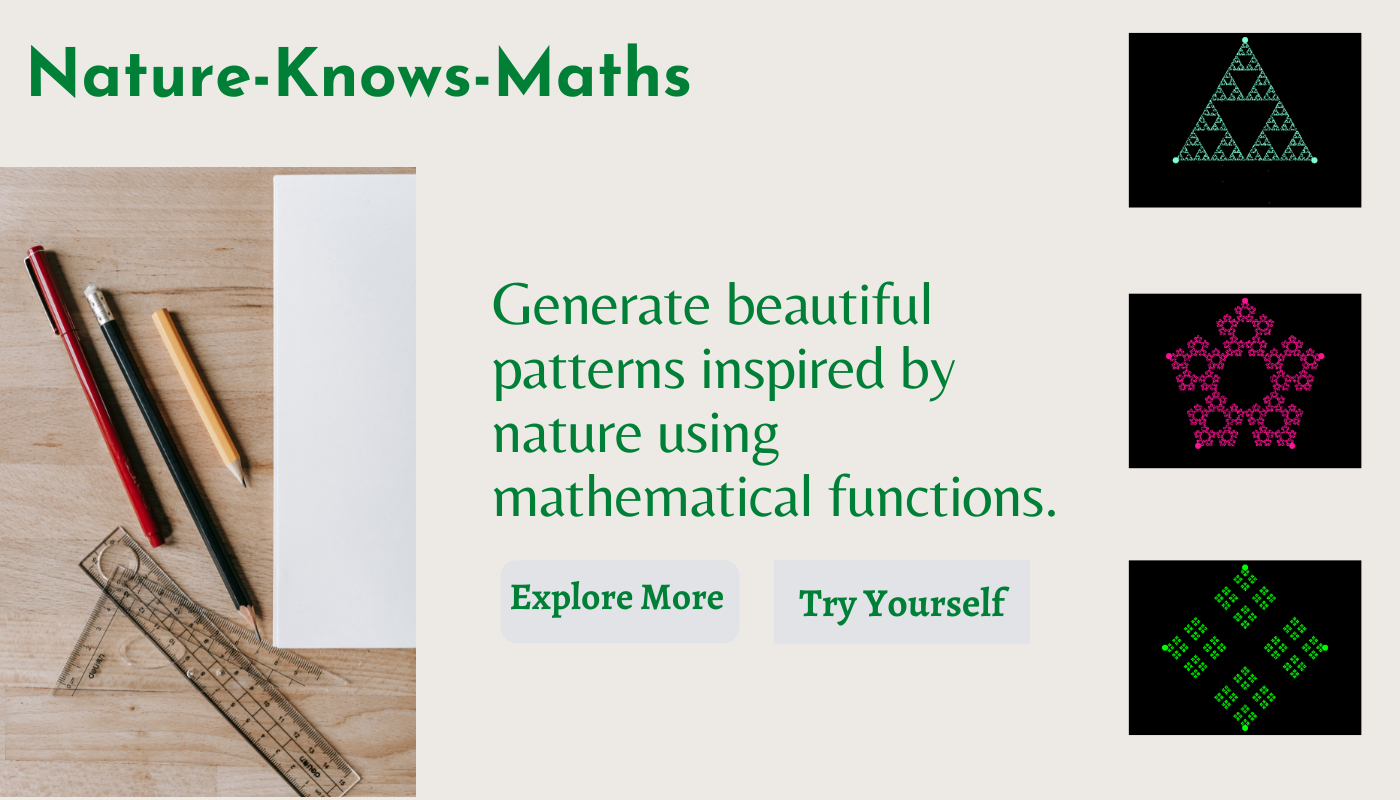 Nature-Knows-Maths
Generate beautiful
patterns inspired by
nature using
mathematical functions.
Explore More
Try Yourself